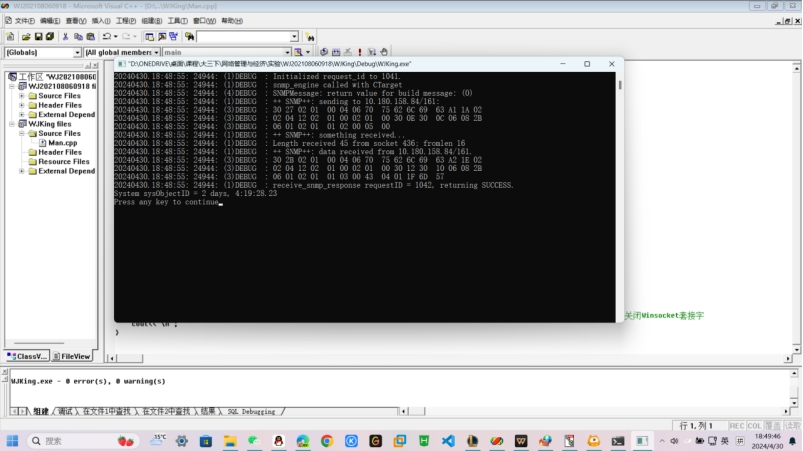 WJ202108060918 - Microsoft Visual C++ - [D:\...\WJKing\Man.cpp]
文件(F) 编辑(E) 查看(V) 插入(I) 工程(P) 组建(B) 工具(T) 窗口(W) 帮助(H)
(Globals) (All global members main
工作区 "WJ20210806
WJ202108060918 fi
Source Files
Header Files
External Depend
WJKing files
Source Files
Man.cpp
Header Files
Resource Files
External Depend
"D:\ONEDRIVE\桌面\课程\大三下\网络管理与经济\实验\WJ202108060918\WJKing\Debug\WJKing.exe"
20240430.18:48:55: 24944: (1)DEBUG : Initialized request_id to 1041.
20240430.18:48:55: 24944: (1)DEBUG : snmp_engine called with CTarget
20240430.18:48:55: 24944: (4)DEBUG : SNMPMessage: return value for build message: (0)
20240430.18:48:55: 24944: (1)DEBUG : ++ SNMP++: sending to 10.180.158.84/161:
20240430.18:48:55: 24944: (3)DEBUG : 30 27 02 01 00 04 06 70 75 62 6C 69 63 A1 1A 02
20240430.18:48:55: 24944: (3)DEBUG : 02 04 12 02 01 00 02 01 00 30 0E 30 0C 06 08 2B
20240430.18:48:55: 24944: (3)DEBUG : 06 01 02 01 01 02 00 05 00
20240430.18:48:55: 24944: (1)DEBUG : ++ SNMP++: something received...
20240430.18:48:55: 24944: (1)DEBUG : Length received 45 from socket 436; fromlen 16
20240430.18:48:55: 24944: (1)DEBUG : ++ SNMP++: data received from 10.180.158.84/161.
20240430.18:48:55: 24944: (3)DEBUG : 30 2B 02 01 00 04 06 70 75 62 6C 69 63 A2 1E 02
20240430.18:48:55: 24944: (3)DEBUG : 02 04 12 02 01 00 02 01 00 30 12 30 10 06 08 2B
20240430.18:48:55: 24944: (3)DEBUG : 06 01 02 01 01 03 00 43 04 01 1F 6D 57
20240430.18:48:55: 24944: (1)DEBUG : receive_snmp_response requestID = 1042, returning SUCCESS.
System sysObjectID = 2 days, 4:19:28.23
Press any key to continue
关闭Winsocket套接字
cout<< "\n";
}
ClassV... FileView
WJKing.exe - 0 error(s), 0 warning(s)
组建 调试 在文件1中查找 在文件2中查找 结果 SQL Debugging
行 1, 列 1 REC COL 覆盖 读取
搜索
15°C
英
拼
18:49:46
2024/4/30